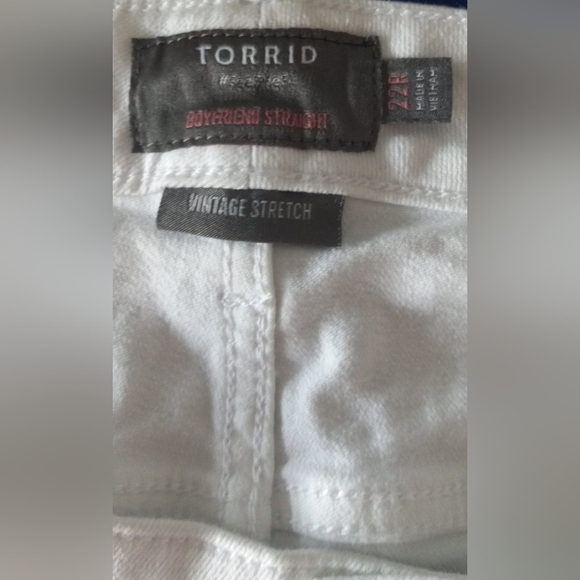 TORRID
BOYFRIEND STRAIGHT
22R
MADE IN
VIETNAM
VINTAGE STRETCH